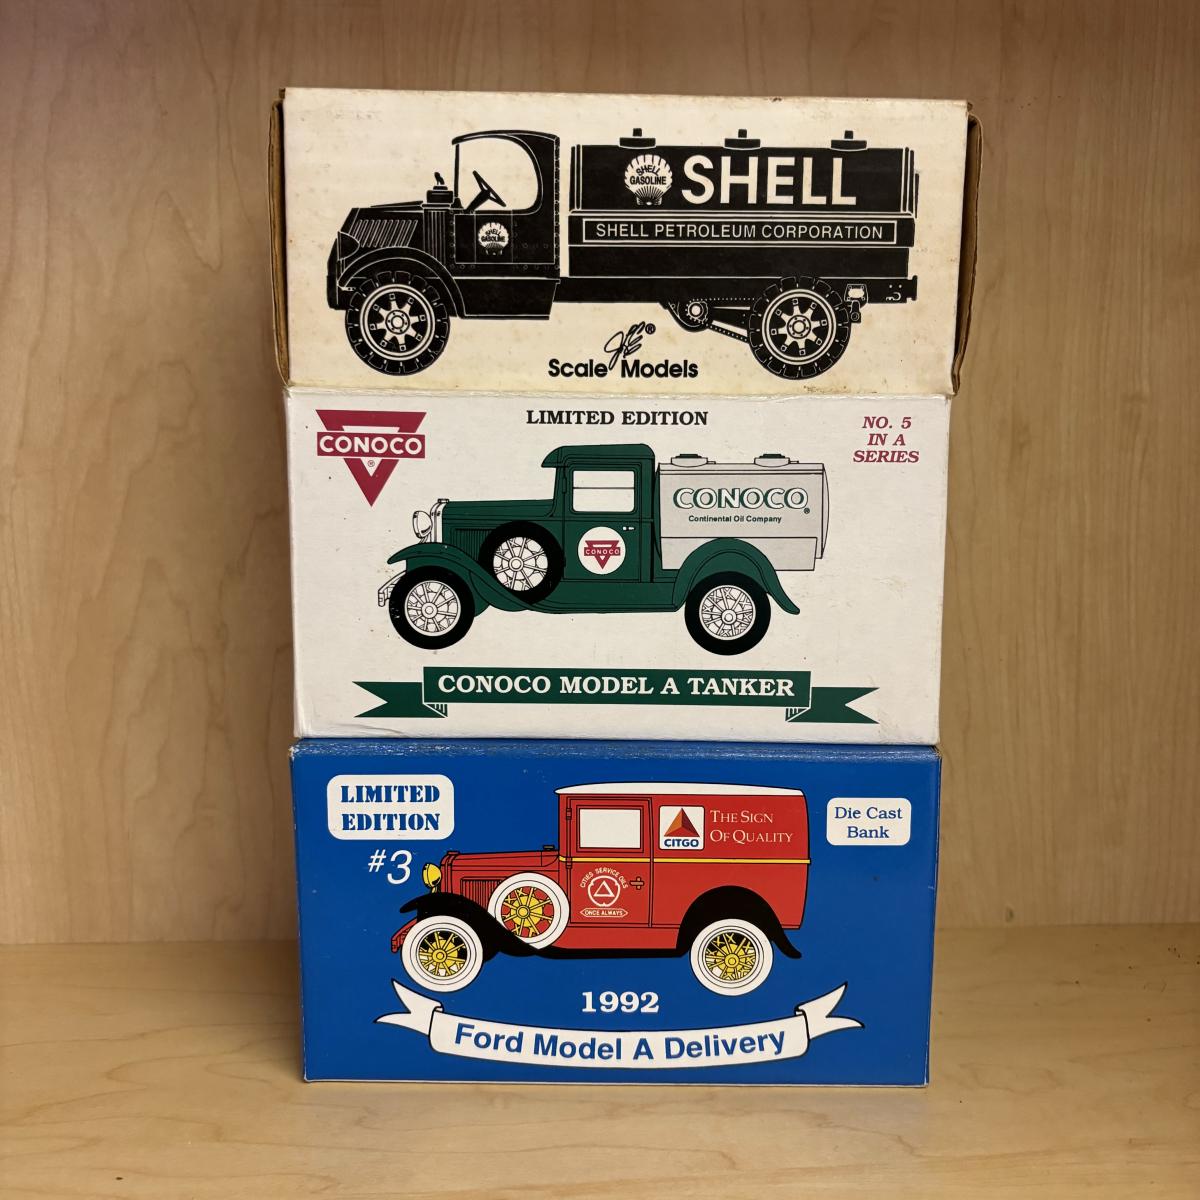 SHELL
GASOLINE
SHELL
SHELL PETROLEUM CORPORATION
SHELL
GASOLINE
Scale JLE® Models
CONOCO
®
LIMITED EDITION
NO. 5
IN A
SERIES
CONOCO®
Continental Oil Company
CONOCO
CONOCO MODEL A TANKER
LIMITED
EDITION
#3
CITGO
THE SIGN
OF QUALITY
Die Cast
Bank
CITIES SERVICE OILS
ONCE ALWAYS
1992
Ford Model A Delivery